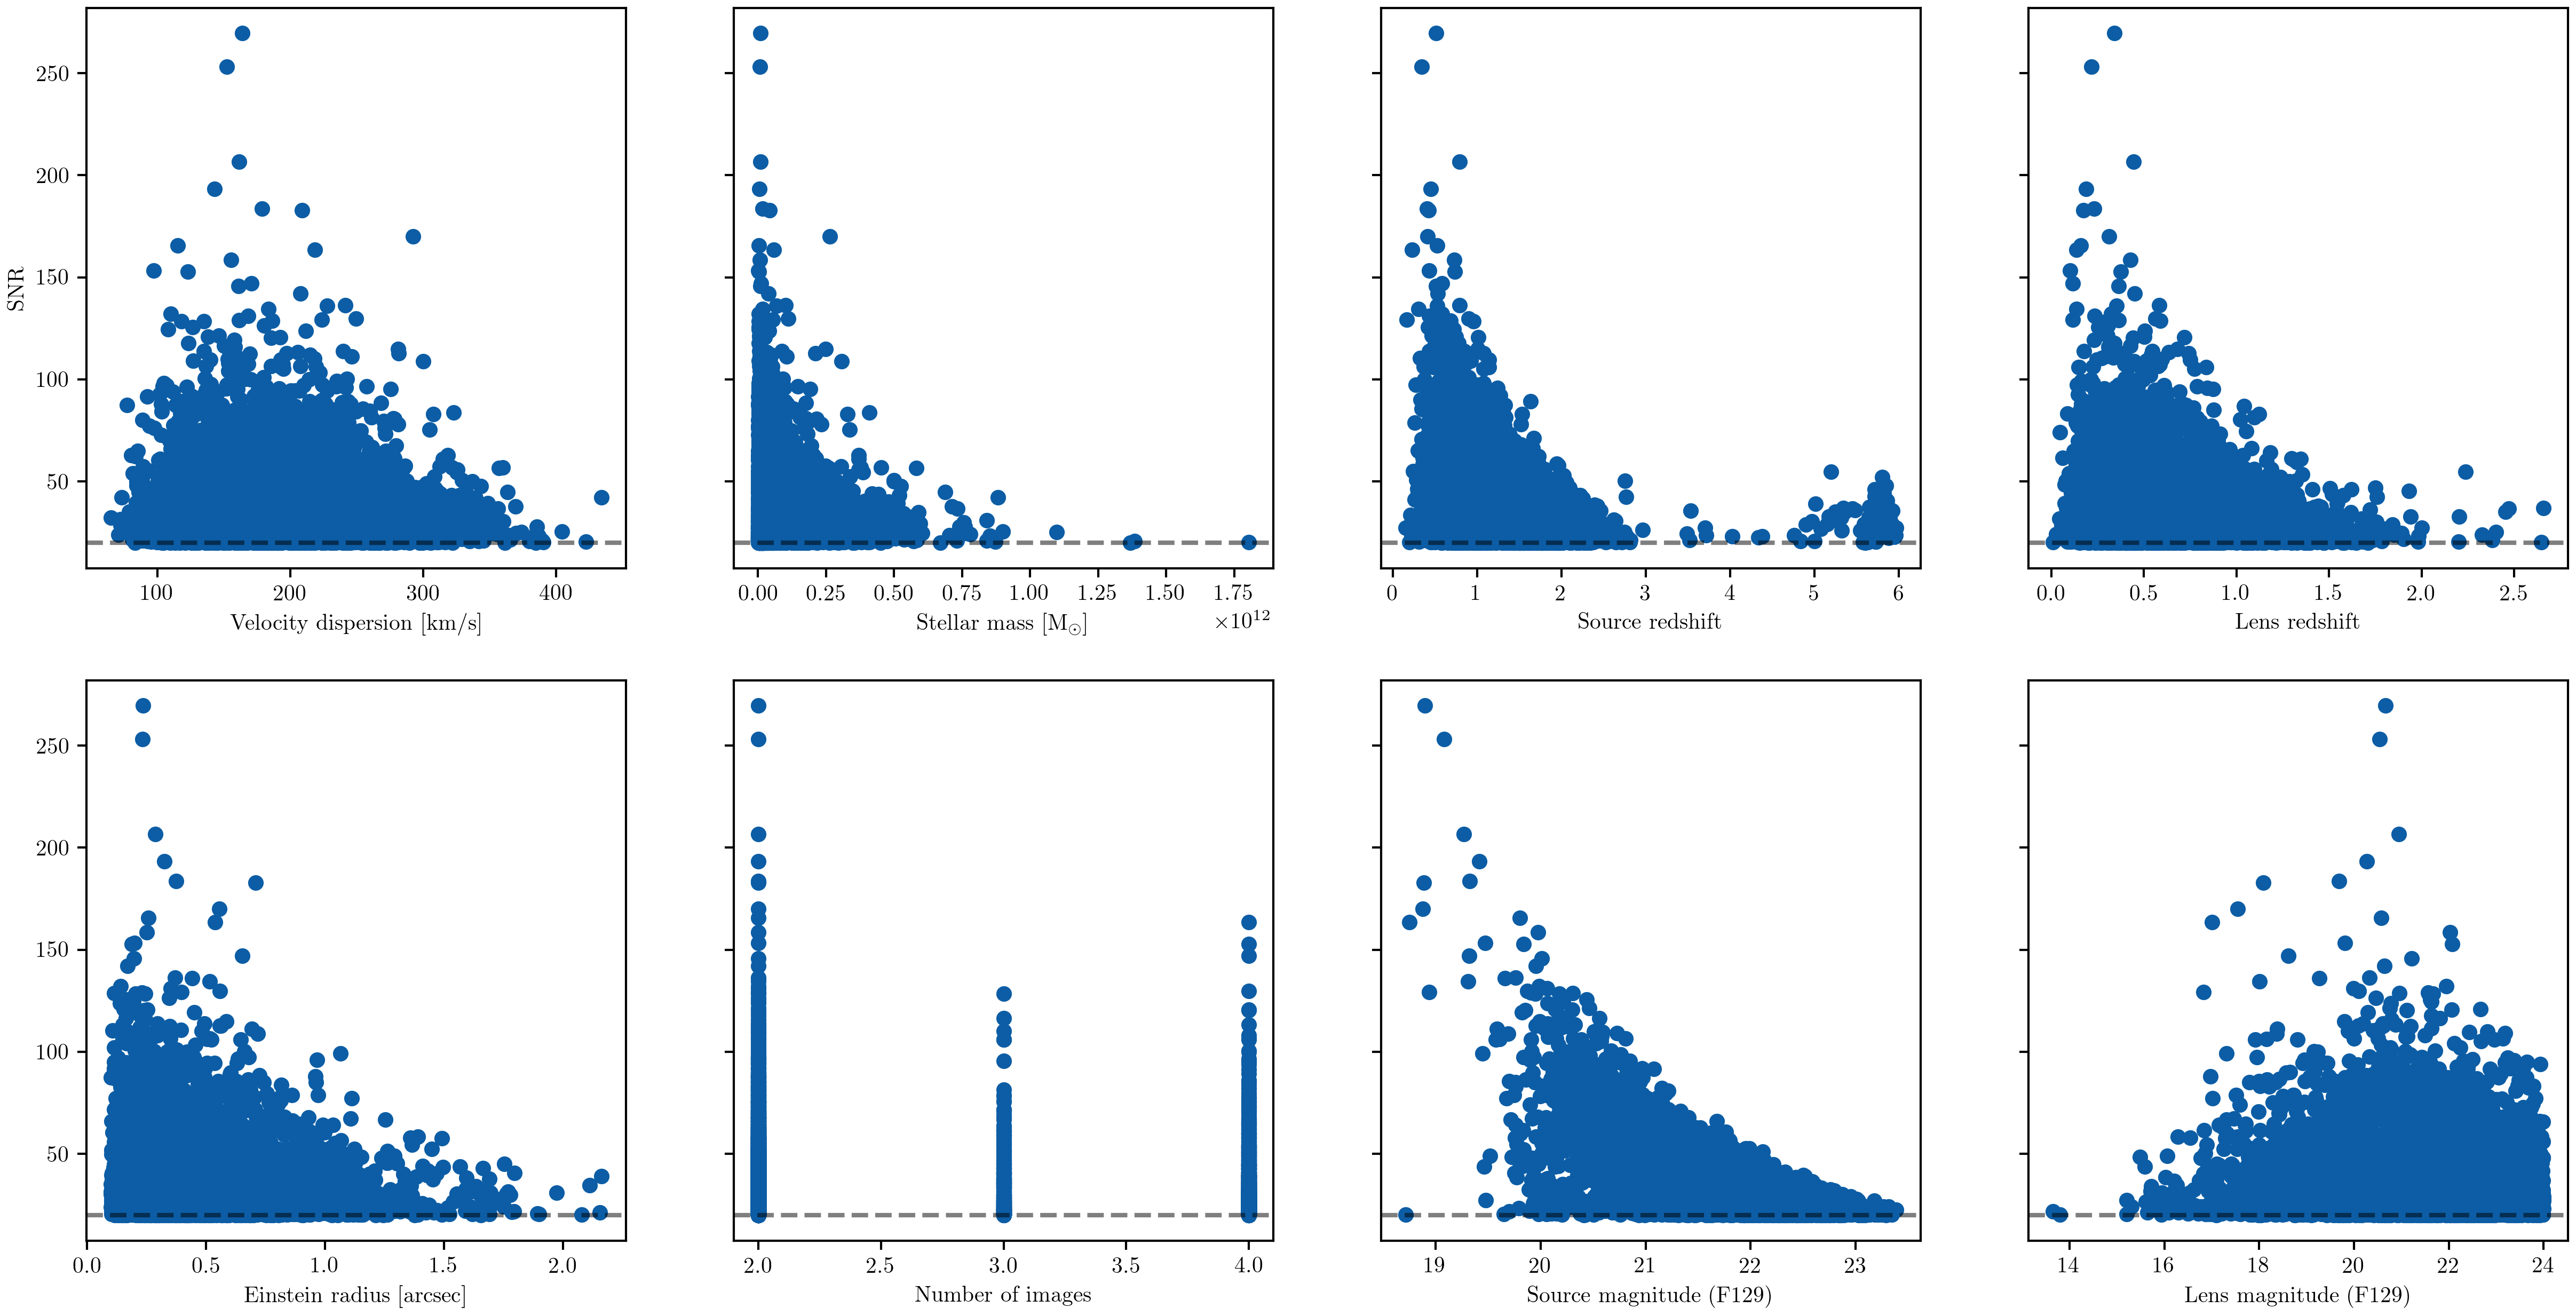 250
200
150
100
50
SNR
100 200 300 400
Velocity dispersion [km/s]
0.00 0.25 0.50 0.75 1.00 1.25 1.50 1.75
Stellar mass [M⊙]
×10¹²
0 1 2 3 4 5 6
Source redshift
0.0 0.5 1.0 1.5 2.0 2.5
Lens redshift
250
200
150
100
50
0.0 0.5 1.0 1.5 2.0
Einstein radius [arcsec]
2.0 2.5 3.0 3.5 4.0
Number of images
19 20 21 22 23
Source magnitude (F129)
14 16 18 20 22 24
Lens magnitude (F129)